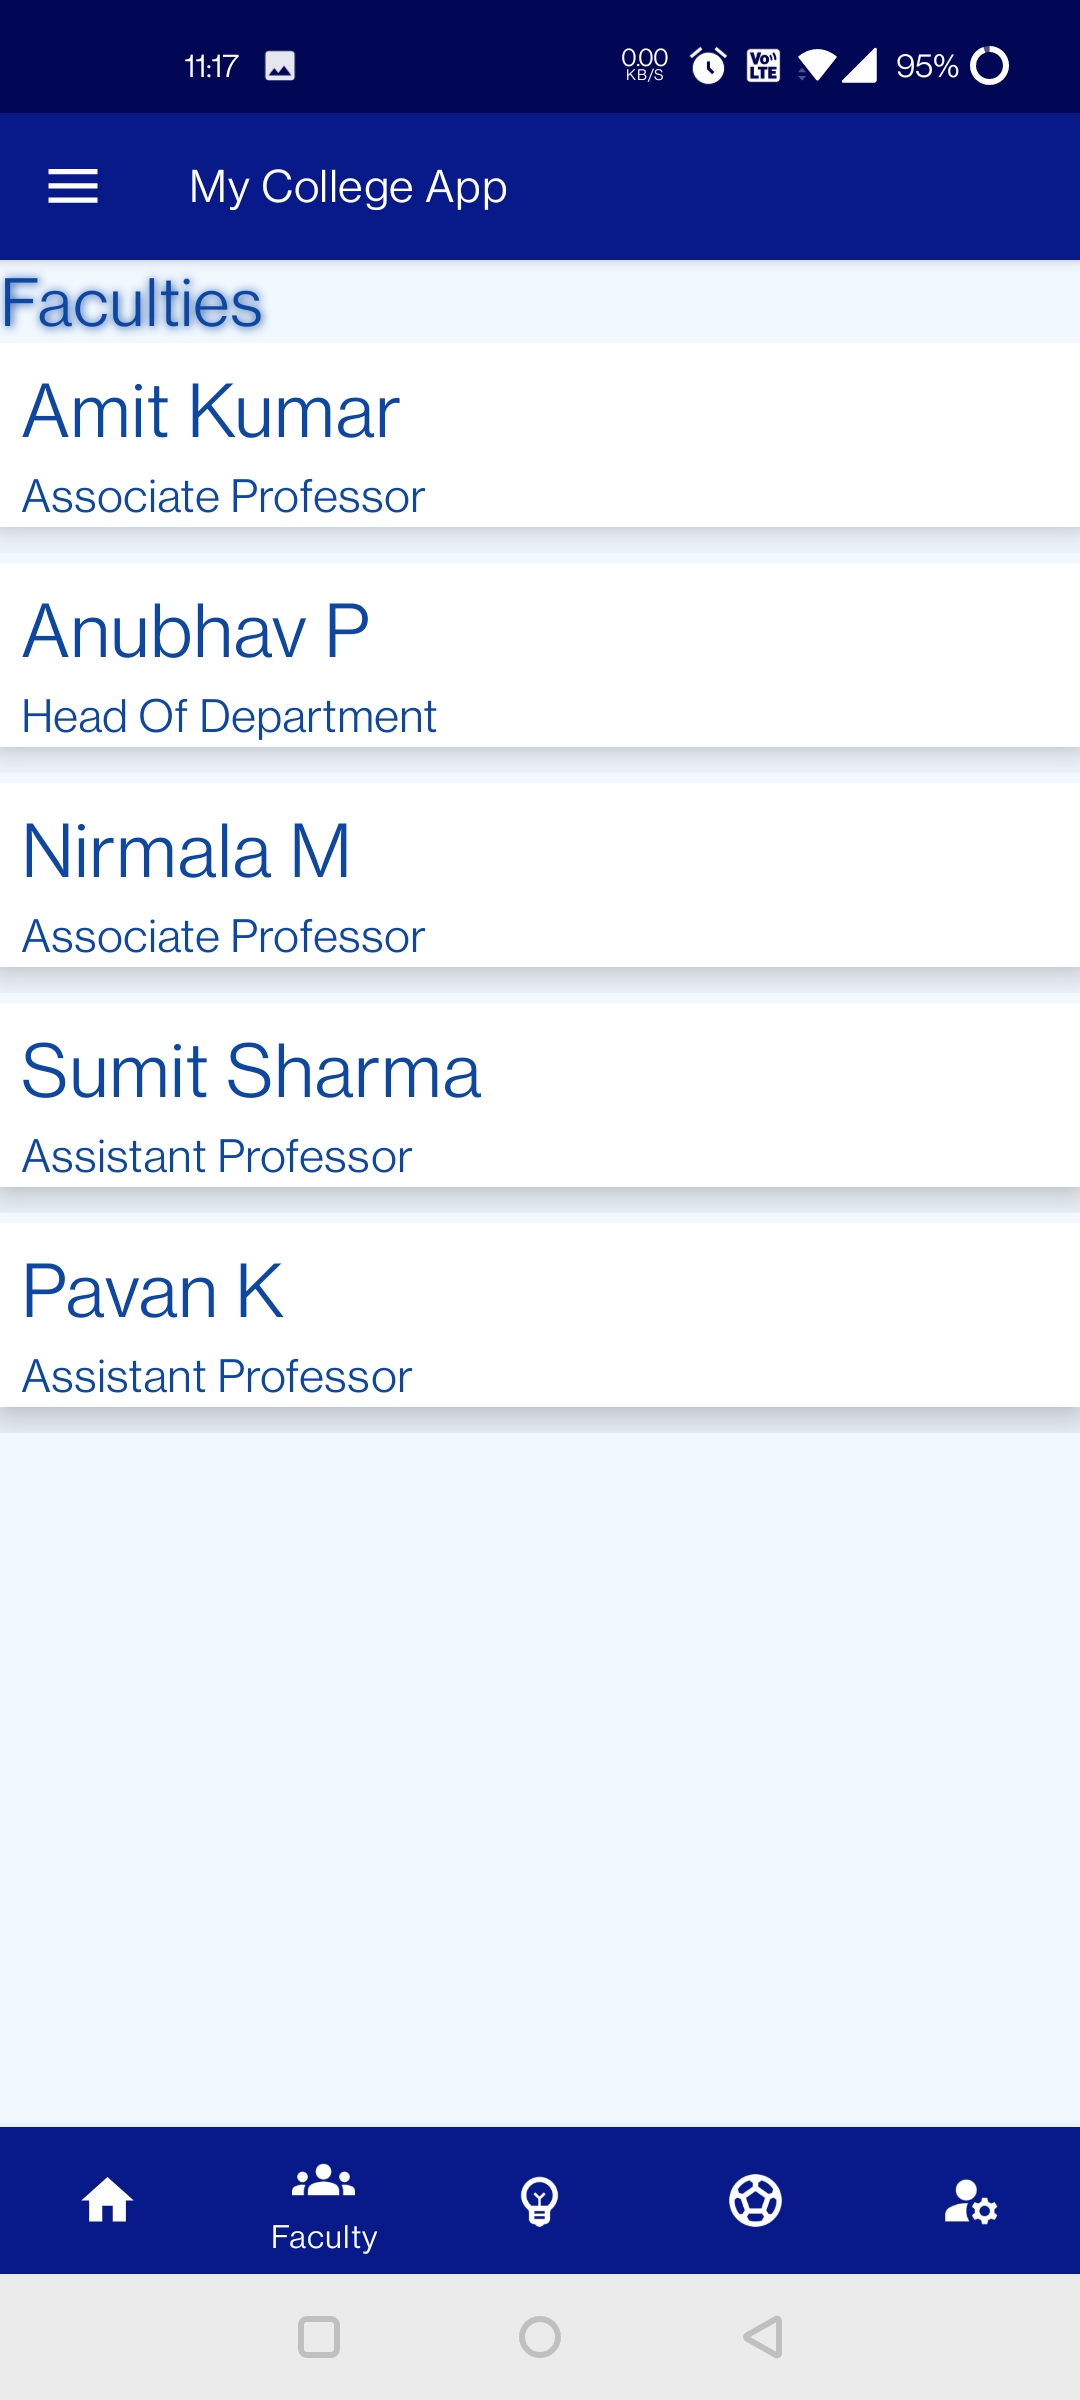 11:17
0.00
KB/S
Vo))
LTE
95%
My College App
Faculties
Amit Kumar
Associate Professor
Anubhav P
Head Of Department
Nirmala M
Associate Professor
Sumit Sharma
Assistant Professor
Pavan K
Assistant Professor
Faculty